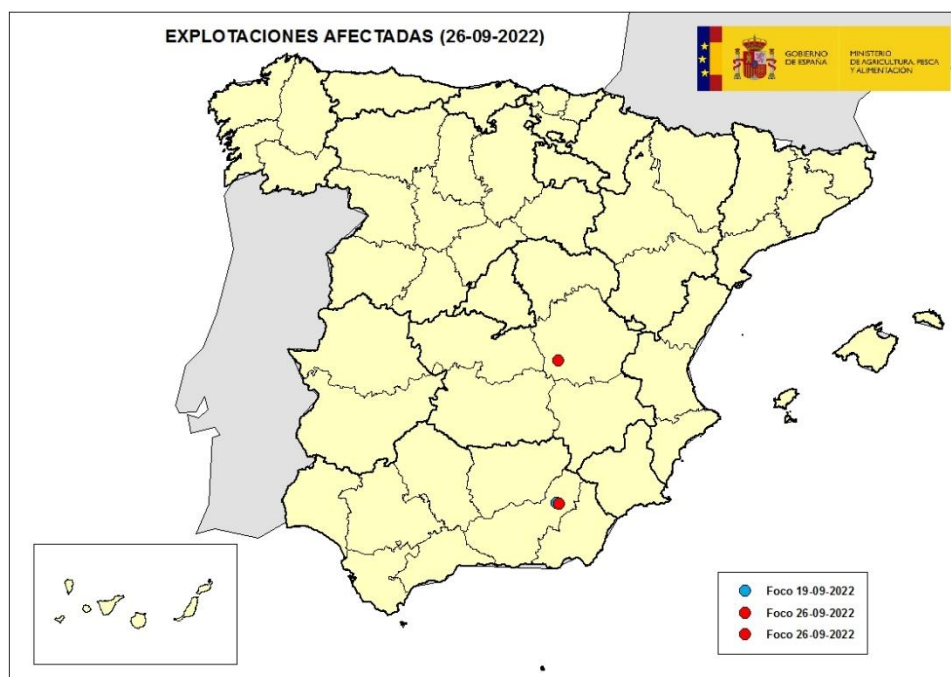 EXPLOTACIONES AFECTADAS (26-09-2022)
GOBIERNO
DE ESPAÑA
MINISTERIO
DE AGRICULTURA, PESCA
Y ALIMENTACIÓN
Foco 19-09-2022
Foco 26-09-2022
Foco 26-09-2022